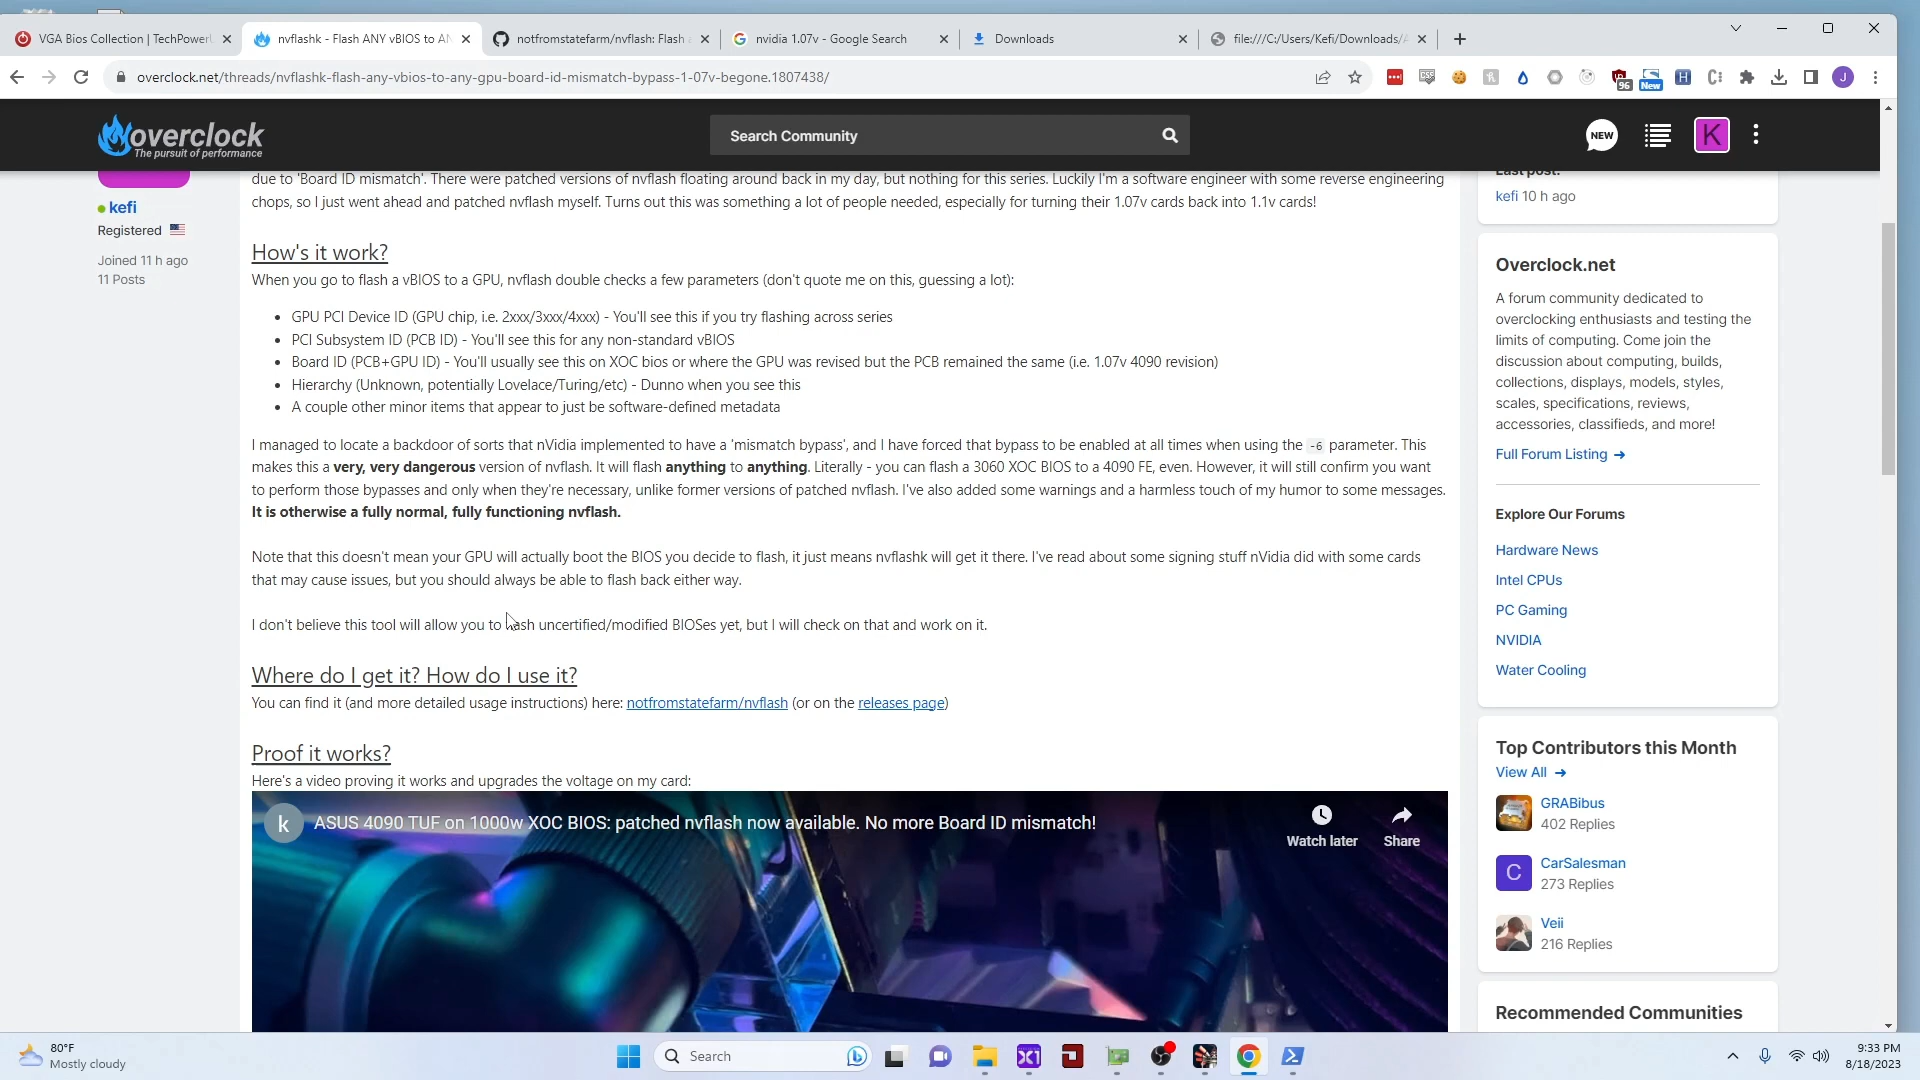 VGA Bios Collection | TechPowerU
nvflashk - Flash ANY vBIOS to AN
notfromstatefarm/nvflash: Flash a
nvidia 1.07v - Google Search
Downloads
file:///C:/Users/Kefi/Downloads/A
overclock.net/threads/nvflashk-flash-any-vbios-to-any-gpu-board-id-mismatch-bypass-1-07v-begone.1807438/
96
New
J
overclock
The pursuit of performance
Search Community
NEW
K
due to 'Board ID mismatch'. There were patched versions of nvflash floating around back in my day, but nothing for this series. Luckily I'm a software engineer with some reverse engineering
chops, so I just went ahead and patched nvflash myself. Turns out this was something a lot of people needed, especially for turning their 1.07v cards back into 1.1v cards!
kefi
Registered
Joined 11 h ago
11 Posts
How's it work?
When you go to flash a vBIOS to a GPU, nvflash double checks a few parameters (don't quote me on this, guessing a lot):
• GPU PCI Device ID (GPU chip, i.e. 2xxx/3xxx/4xxx) - You'll see this if you try flashing across series
• PCI Subsystem ID (PCB ID) - You'll see this for any non-standard vBIOS
• Board ID (PCB+GPU ID) - You'll usually see this on XOC bios or where the GPU was revised but the PCB remained the same (i.e. 1.07v 4090 revision)
• Hierarchy (Unknown, potentially Lovelace/Turing/etc) - Dunno when you see this
• A couple other minor items that appear to just be software-defined metadata
I managed to locate a backdoor of sorts that nVidia implemented to have a 'mismatch bypass', and I have forced that bypass to be enabled at all times when using the -6 parameter. This
makes this a very, very dangerous version of nvflash. It will flash anything to anything. Literally - you can flash a 3060 XOC BIOS to a 4090 FE, even. However, it will still confirm you want
to perform those bypasses and only when they're necessary, unlike former versions of patched nvflash. I've also added some warnings and a harmless touch of my humor to some messages.
It is otherwise a fully normal, fully functioning nvflash.
Note that this doesn't mean your GPU will actually boot the BIOS you decide to flash, it just means nvflashk will get it there. I've read about some signing stuff nVidia did with some cards
that may cause issues, but you should always be able to flash back either way.
I don't believe this tool will allow you to flash uncertified/modified BIOSes yet, but I will check on that and work on it.
Where do I get it? How do I use it?
You can find it (and more detailed usage instructions) here: notfromstatefarm/nvflash (or on the releases page)
Proof it works?
Here's a video proving it works and upgrades the voltage on my card:
k
ASUS 4090 TUF on 1000w XOC BIOS: patched nvflash now available. No more Board ID mismatch!
Watch later
Share
Last post:
kefi 10 h ago
Overclock.net
A forum community dedicated to
overclocking enthusiasts and testing the
limits of computing. Come join the
discussion about computing, builds,
collections, displays, models, styles,
scales, specifications, reviews,
accessories, classifieds, and more!
Full Forum Listing →
Explore Our Forums
Hardware News
Intel CPUs
PC Gaming
NVIDIA
Water Cooling
Top Contributors this Month
View All →
GRABibus
402 Replies
C
CarSalesman
273 Replies
Veii
216 Replies
Recommended Communities
80°F
Mostly cloudy
Search
X1
9:33 PM
8/18/2023